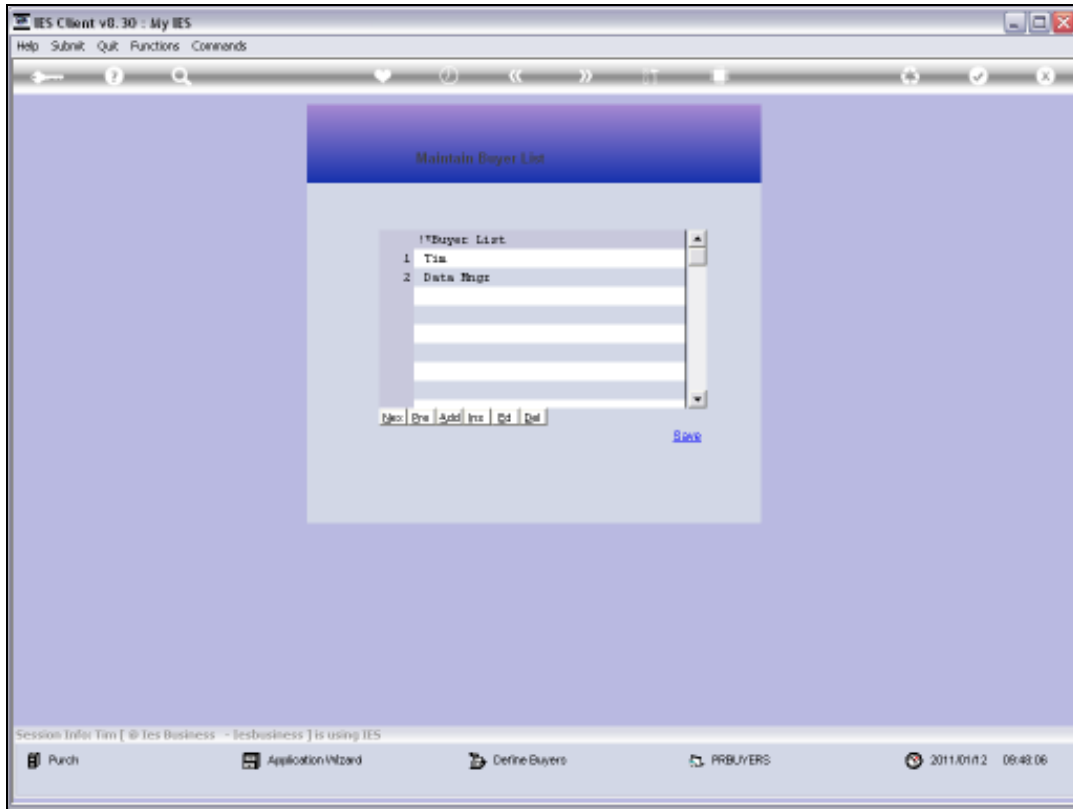 IES Client v8.30 : My IES
Help Submit Quit Functions Commands
Maintain Buyer List
!*Buyer List
1 Tim
2 Data Mngr
Nex Pre Add Ins Ed Del
Save
Session Info: Tim [ @ Ies Business - Iesbusiness ] is using IES
Purch Application Wizard Define Buyers PRBUYERS 2011/01/12 09:48:06